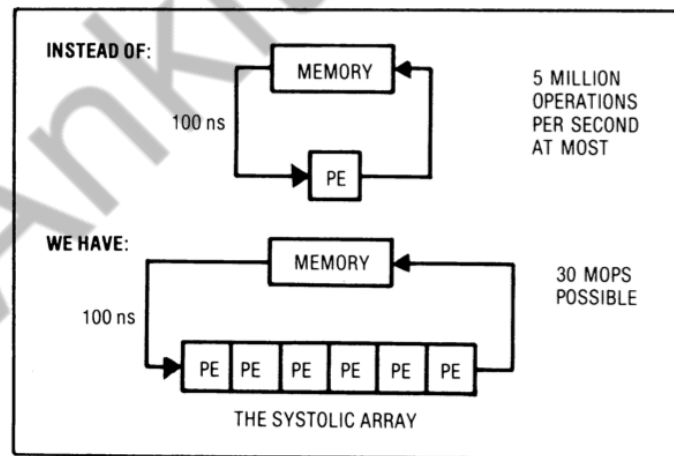 INSTEAD OF:
MEMORY
100 ns
PE
5 MILLION
OPERATIONS
PER SECOND
AT MOST
WE HAVE:
MEMORY
100 ns
PE PE PE PE PE PE
30 MOPS
POSSIBLE
THE SYSTOLIC ARRAY